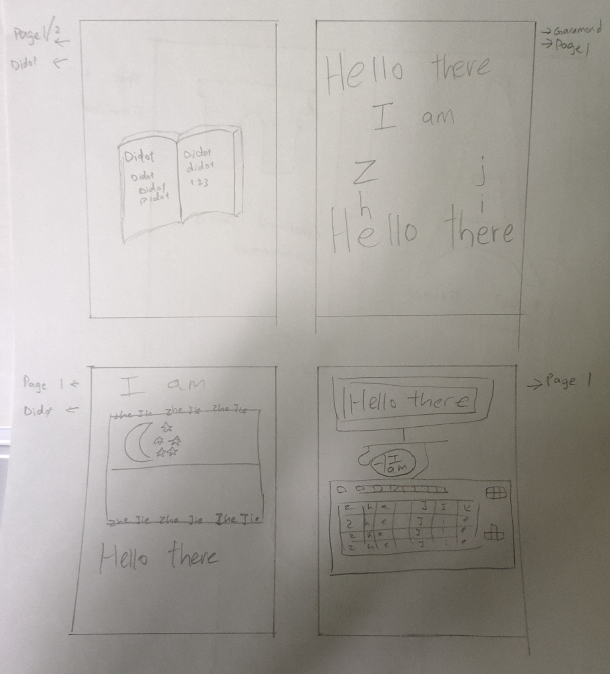 Page 1/2
Didot
Didot
Didot
Didot
Didot
Didot
didot
123
→ Garamond
→ Page 1
Hello there
I am
Z j
h i
Hello there
Page 1
Didot
I am
Zhe Jie Zhe Jie Zhe Jie
Zhe Jie Zhe Jie Zhe Jie
Hello there
→ Page 1
Hello there
I
am
z h e J I e
z h e J i e
z h e J i e
z h e J i e